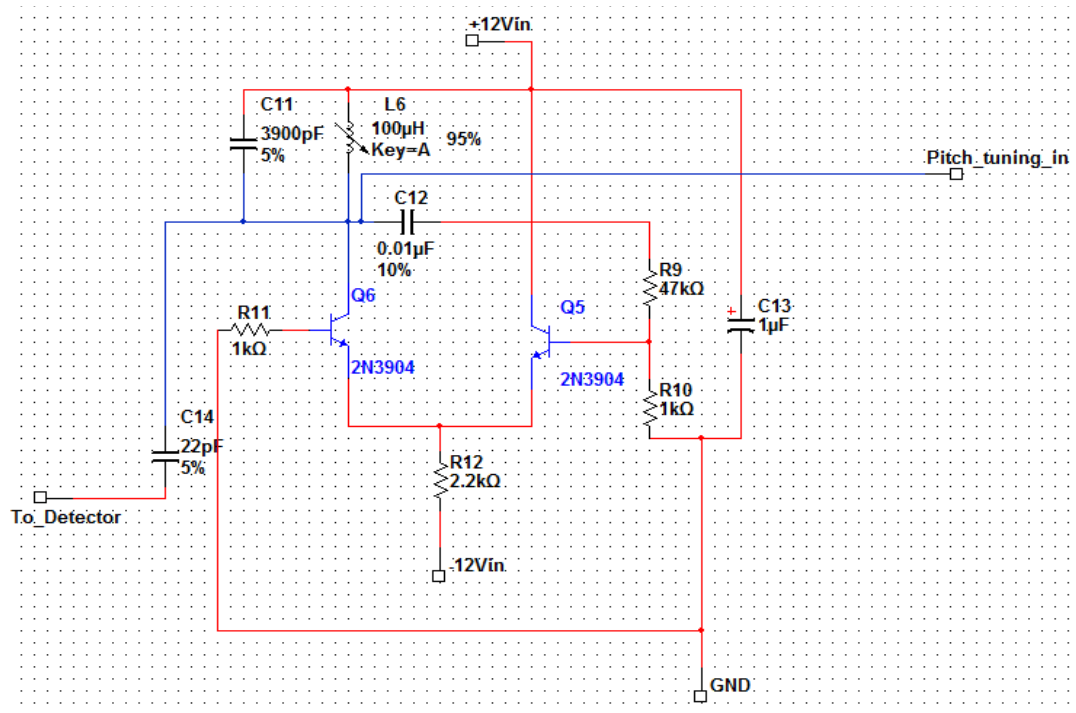 +12Vin
C11
3900pF
5%
L6
100µH
Key=A
95%
Pitch_tuning_in
C12
0.01µF
10%
R9
47kΩ
Q6
Q5
C13
+
1µF
R11
1kΩ
2N3904
2N3904
R10
1kΩ
C14
22pF
5%
R12
2.2kΩ
To_Detector
-12Vin
GND